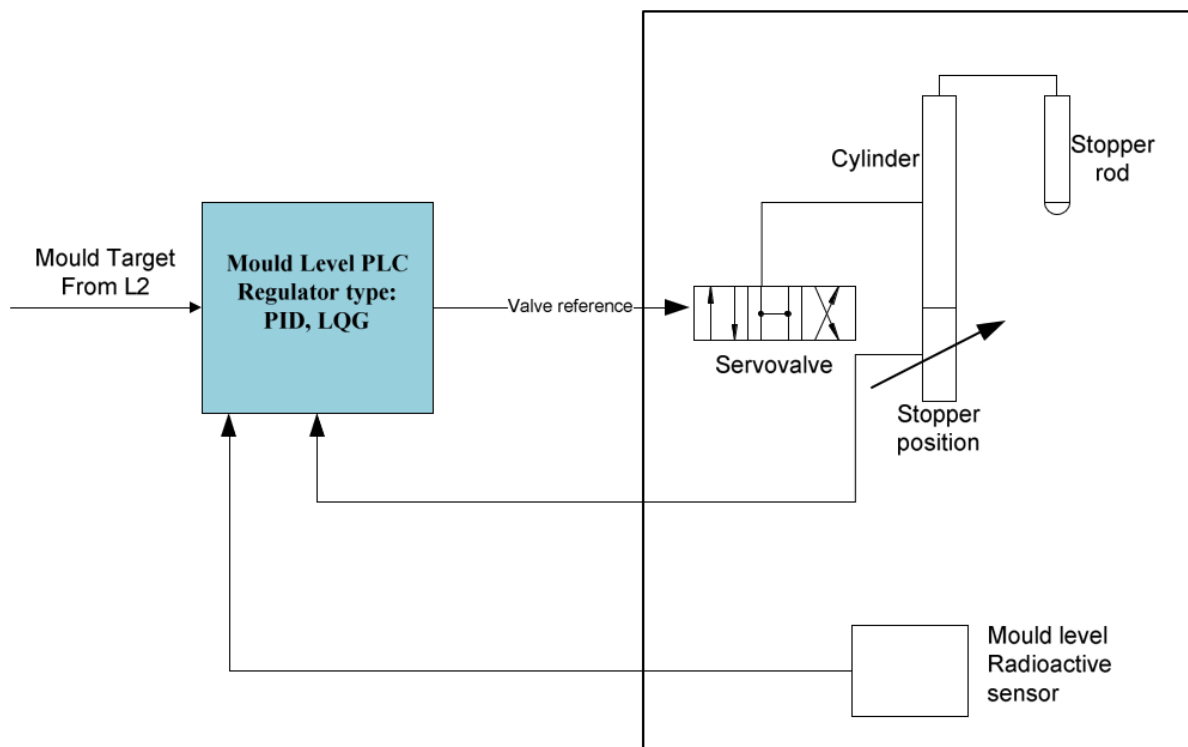 Mould Target
From L2
Mould Level PLC
Regulator type:
PID, LQG
Valve reference
Servovalve
Cylinder
Stopper
rod
Stopper
position
Mould level
Radioactive
sensor